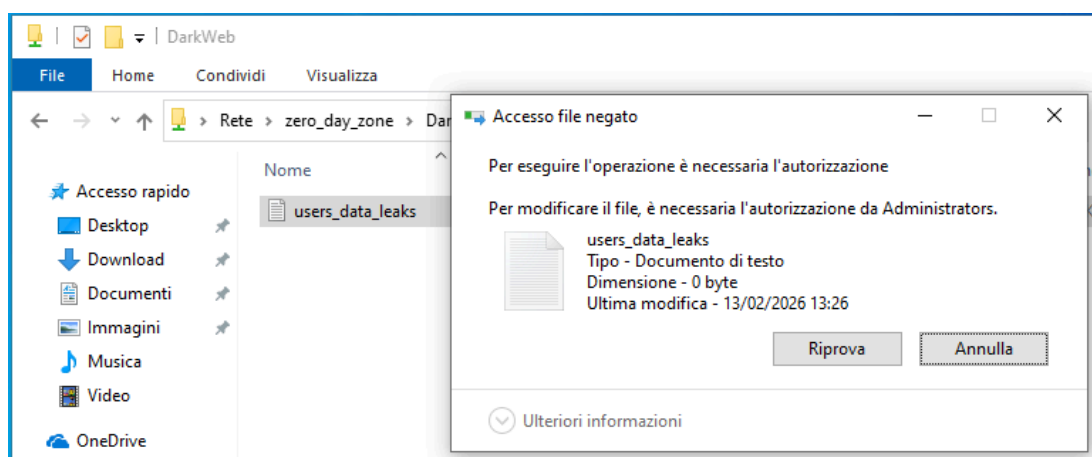 DarkWeb
File Home Condividi Visualizza
Rete > zero_day_zone > Dar
Nome
Accesso rapido
Desktop
Download
Documenti
Immagini
Musica
Video
OneDrive
users_data_leaks
Accesso file negato
Per eseguire l'operazione è necessaria l'autorizzazione
Per modificare il file, è necessaria l'autorizzazione da Administrators.
users_data_leaks
Tipo - Documento di testo
Dimensione - 0 byte
Ultima modifica - 13/02/2026 13:26
Riprova Annulla
Ulteriori informazioni